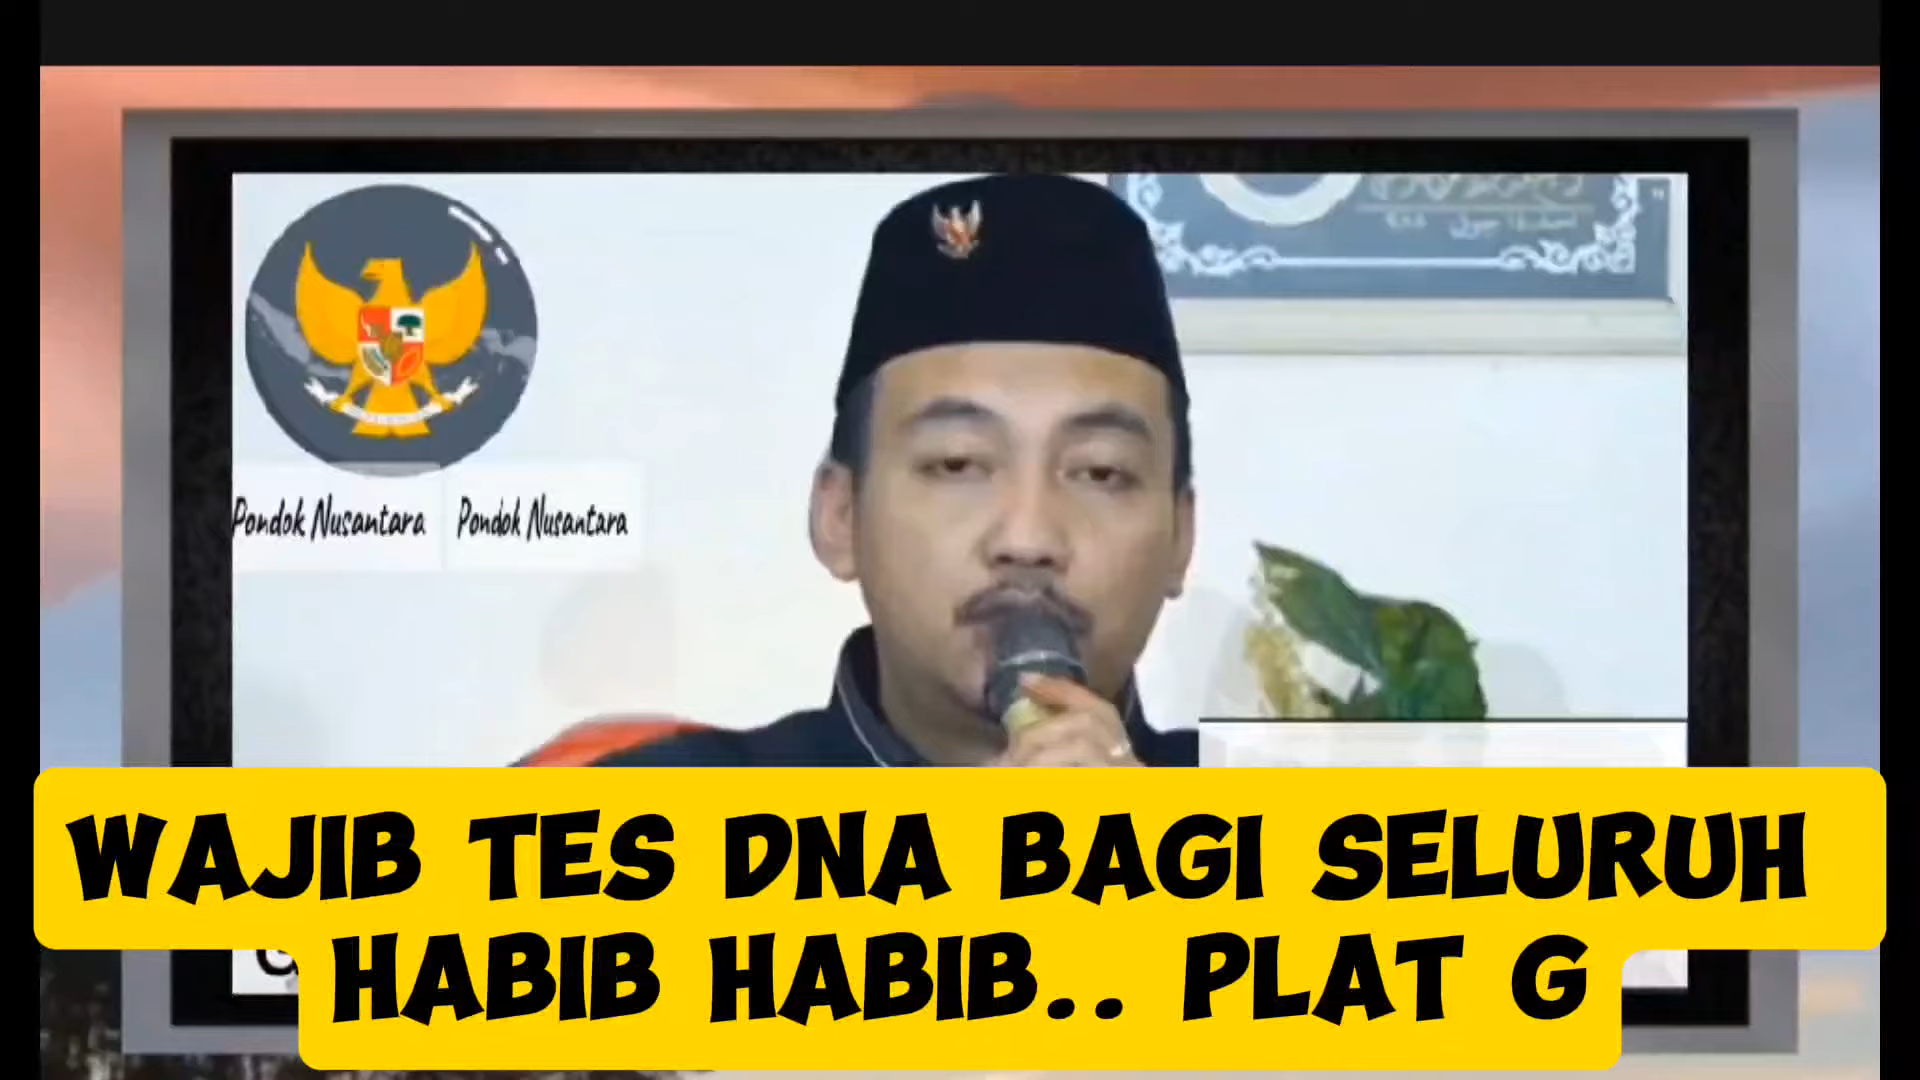 Pondok Nusantara Pondok Nusantara
WAJIB TES DNA BAGI SELURUH
HABIB HABIB.. PLAT G